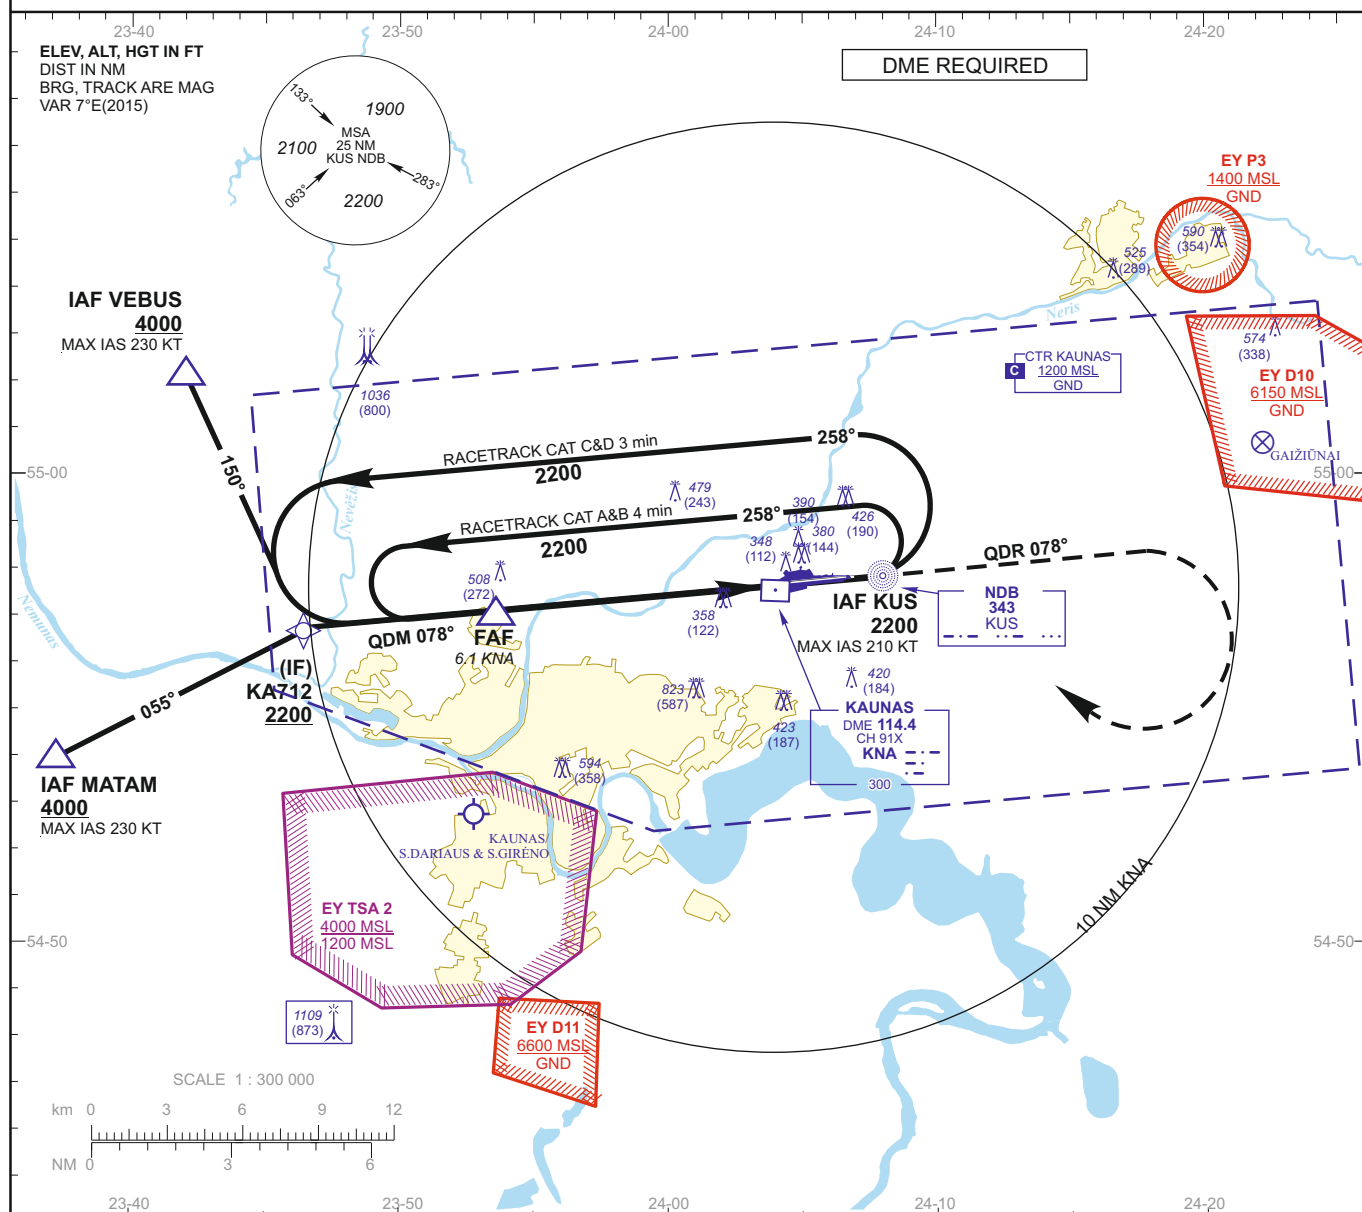 23-40
23-50
24-00
24-10
24-20
ELEV, ALT, HGT IN FT
DIST IN NM
BRG, TRACK ARE MAG
VAR 7°E(2015)
DME REQUIRED
133°
1900
MSA
25 NM
KUS NDB
2100
063°
283°
2200
EY P3
1400 MSL
GND
590
(354)
525
(289)
Neris
IAF VEBUS
4000
MAX IAS 230 KT
1036
(800)
CTR KAUNAS
C
1200 MSL
GND
574
(338)
EY D10
6150 MSL
GND
GAIŽIŪNAI
55-00
55-00
150°
RACETRACK CAT C&D 3 min
2200
258°
Nevėžis
479
(243)
RACETRACK CAT A&B 4 min
2200
258°
390
(154)
426
(190)
380
(144)
348
(112)
508
(272)
QDR 078°
Nemunas
QDM 078°
FAF
6.1 KNA
358
(122)
IAF KUS
2200
MAX IAS 210 KT
NDB
343
KUS
(IF)
KA712
2200
055°
IAF MATAM
4000
MAX IAS 230 KT
823
(587)
420
(184)
423
(187)
KAUNAS
DME 114.4
CH 91X
KNA
300
594
(358)
KAUNAS/
S.DARIAUS & S.GIRĖNO
EY TSA 2
4000 MSL
1200 MSL
10 NM KNA
54-50
54-50
1109
(873)
EY D11
6600 MSL
GND
SCALE 1 : 300 000
km 0 3 6 9 12
NM 0 3 6
23-40
23-50
24-00
24-10
24-20